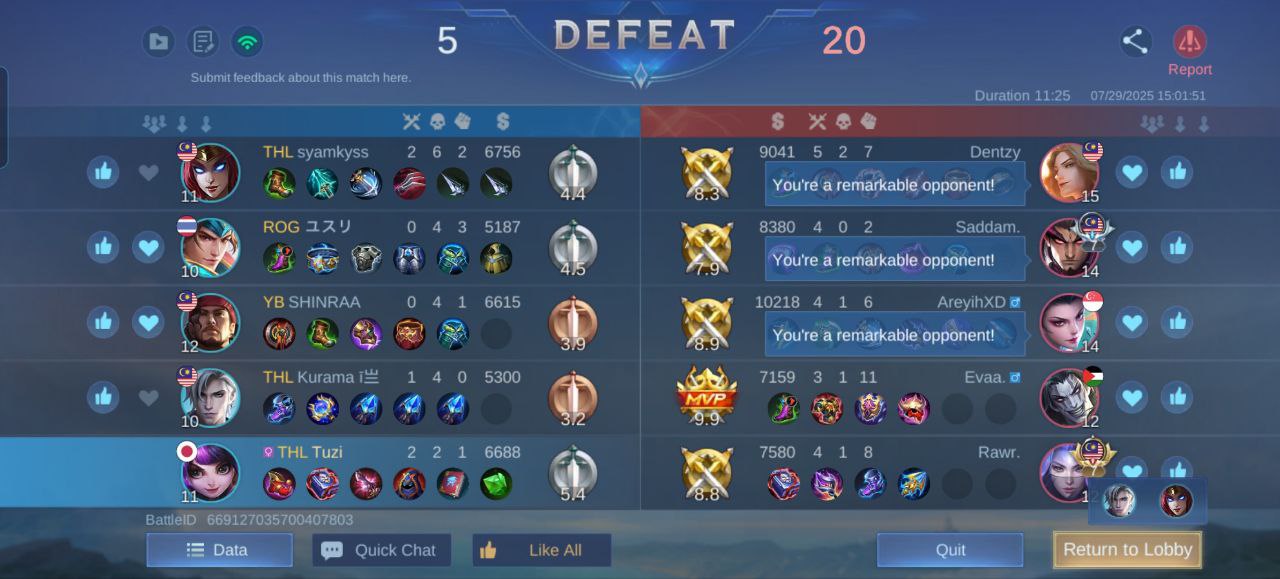 5 DEFEAT 20
Report
Submit feedback about this match here.
Duration 11:25 07/29/2025 15:01:51
THL syamkyss 2 6 2 6756
11
4.4
9041 5 2 7 Dentzy
8.3
You're a remarkable opponent!
15
ROG ユスリ 0 4 3 5187
10
4.5
8380 4 0 2 Saddam.
7.9
You're a remarkable opponent!
14
YB SHINRAA 0 4 1 6615
12
3.9
10218 4 1 6 AreyihXD
8.9
You're a remarkable opponent!
14
THL Kurama 1 4 0 5300
10
3.2
7159 3 1 11 Evaa.
MVP
9.9
12
THL Tuzi 2 2 1 6688
11
5.4
7580 4 1 8 Rawr.
8.8
BattleID 669127035700407803
Data Quick Chat Like All Quit Return to Lobby